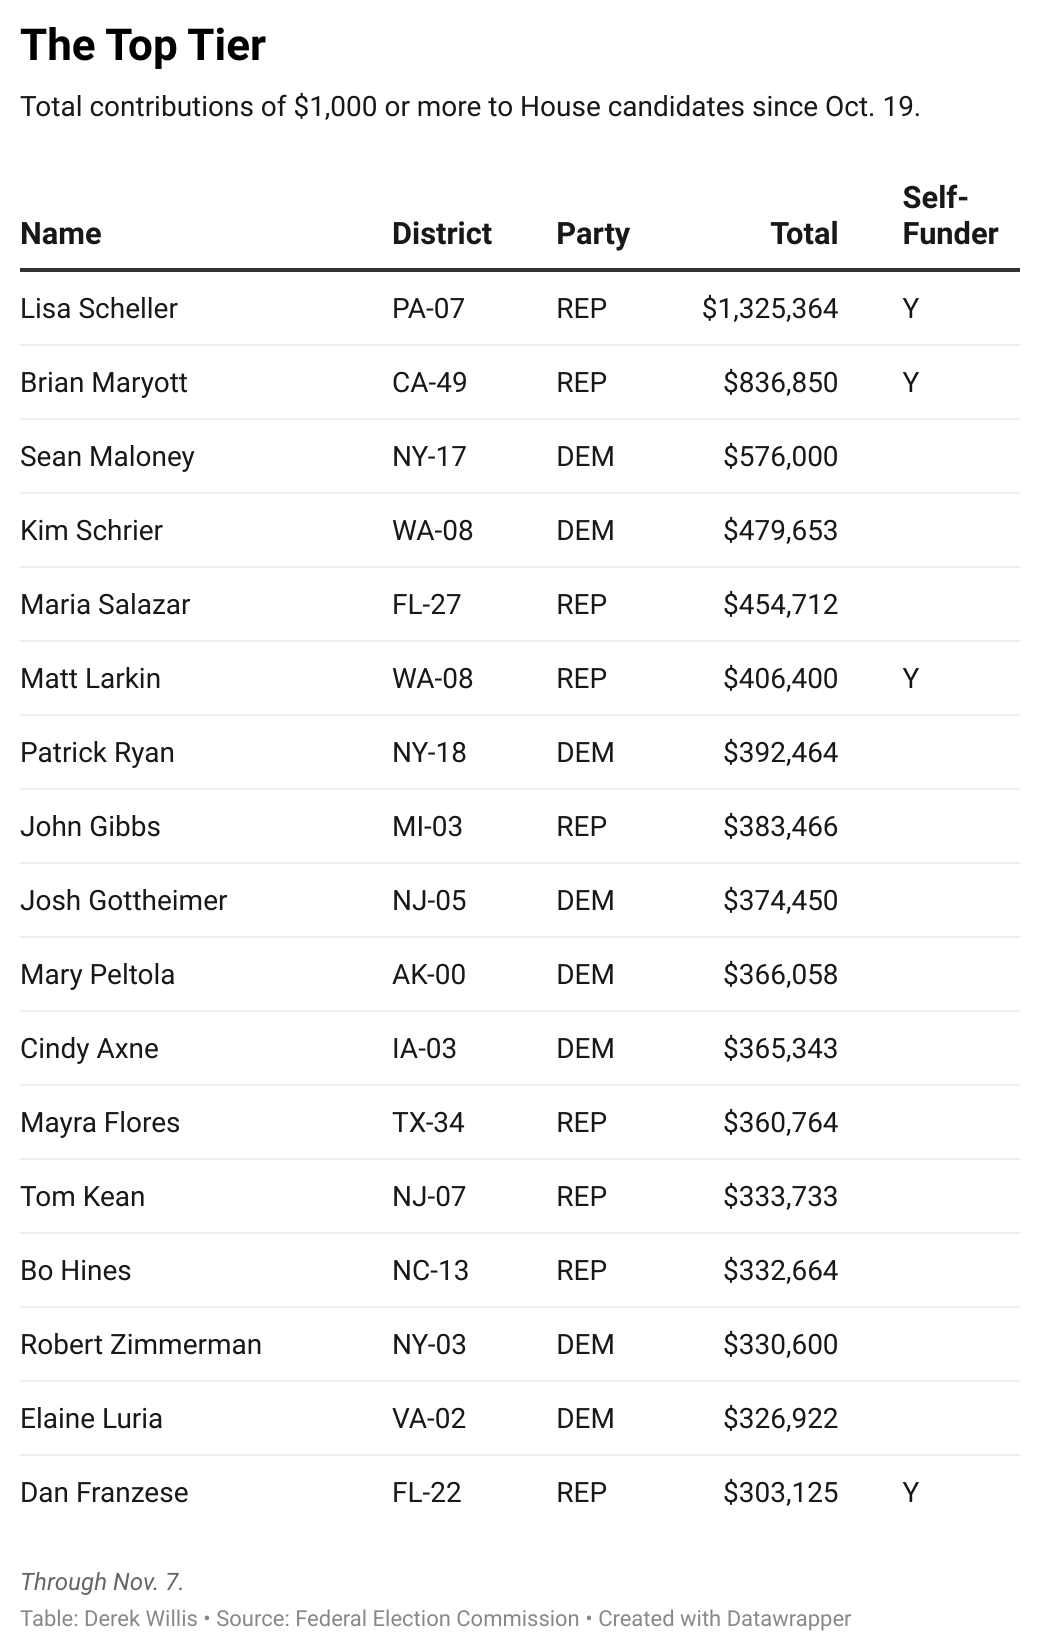 The Top Tier
Total contributions of $1,000 or more to House candidates since Oct. 19.
Name District Party Total Self-
Funder
Lisa Scheller PA-07 REP $1,325,364 Y
Brian Maryott CA-49 REP $836,850 Y
Sean Maloney NY-17 DEM $576,000
Kim Schrier WA-08 DEM $479,653
Maria Salazar FL-27 REP $454,712
Matt Larkin WA-08 REP $406,400 Y
Patrick Ryan NY-18 DEM $392,464
John Gibbs MI-03 REP $383,466
Josh Gottheimer NJ-05 DEM $374,450
Mary Peltola AK-00 DEM $366,058
Cindy Axne IA-03 DEM $365,343
Mayra Flores TX-34 REP $360,764
Tom Kean NJ-07 REP $333,733
Bo Hines NC-13 REP $332,664
Robert Zimmerman NY-03 DEM $330,600
Elaine Luria VA-02 DEM $326,922
Dan Franzese FL-22 REP $303,125 Y
Through Nov. 7.
Table: Derek Willis • Source: Federal Election Commission • Created with Datawrapper